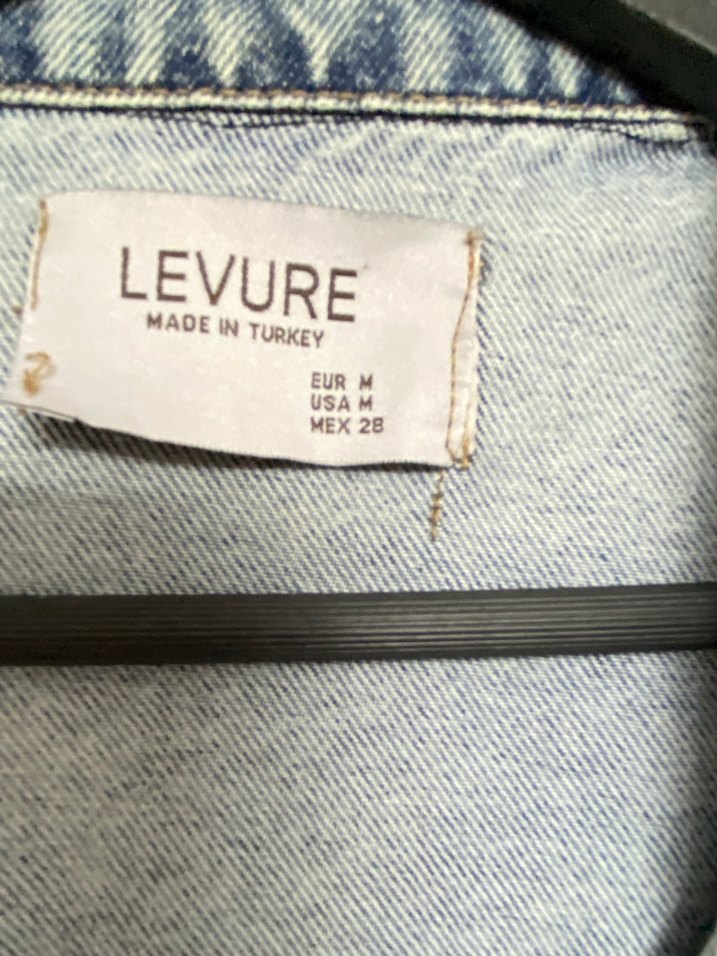 LEVURE
MADE IN TURKEY
EUR M
USA M
MEX 28